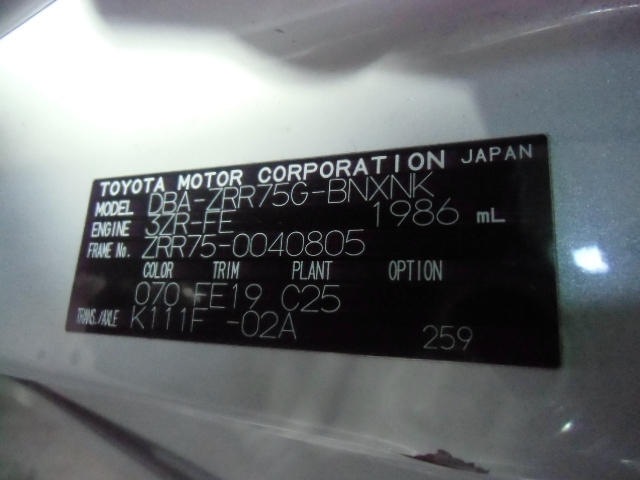 TOYOTA MOTOR CORPORATION JAPAN
MODEL DBA-ZRR75G-BNXNK
ENGINE 3ZR-FE 1986 mL
FRAME No. ZRR75-0040805
COLOR TRIM PLANT OPTION
070 FE19 C25
TRANS./AXLE K111F -02A
259